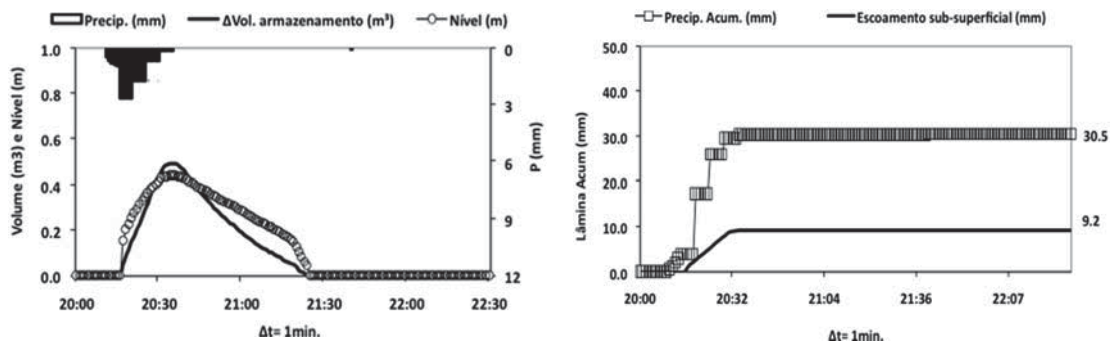 Precip. (mm) ΔVol. armazenamento (m³) Nível (m)
1.0
0.8
0.6
0.4
0.2
0.0
Volume (m3) e Nível (m)
0
3
6
9
12
P (mm)
20:00 20:30 21:00 21:30 22:00 22:30
Δt= 1min.
Precip. Acum. (mm) Escoamento sub-superficial (mm)
50.0
40.0
30.0
20.0
10.0
0.0
Lâmina Acum (mm)
30.5
9.2
20:00 20:32 21:04 21:36 22:07
Δt= 1min.